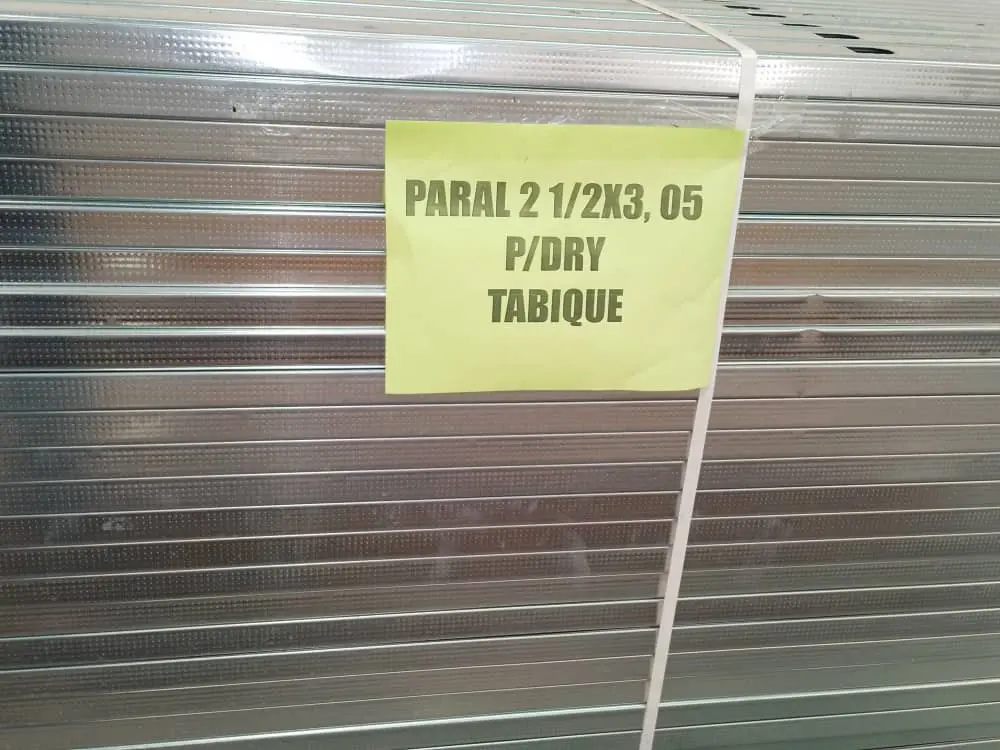 PARAL 2 1/2X3, 05
P/DRY
TABIQUE